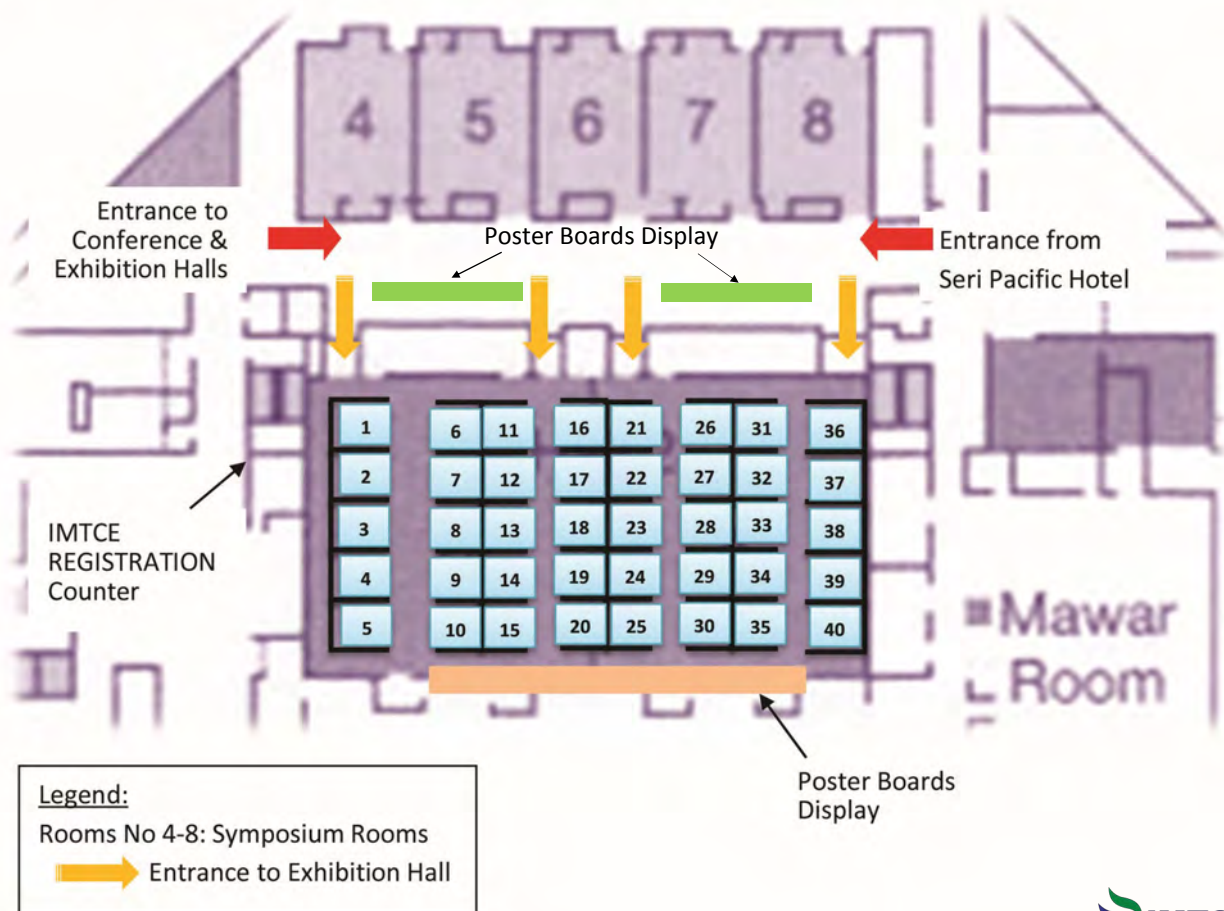 4 5 6 7 8
Entrance to
Conference &
Exhibition Halls
Poster Boards Display
Entrance from
Seri Pacific Hotel
1 6 11 16 21 26 31 36
2 7 12 17 22 27 32 37
3 8 13 18 23 28 33 38
4 9 14 19 24 29 34 39
5 10 15 20 25 30 35 40
IMTCE
REGISTRATION
Counter
Mawar
Room
Poster Boards
Display
Legend:
Rooms No 4-8: Symposium Rooms
Entrance to Exhibition Hall